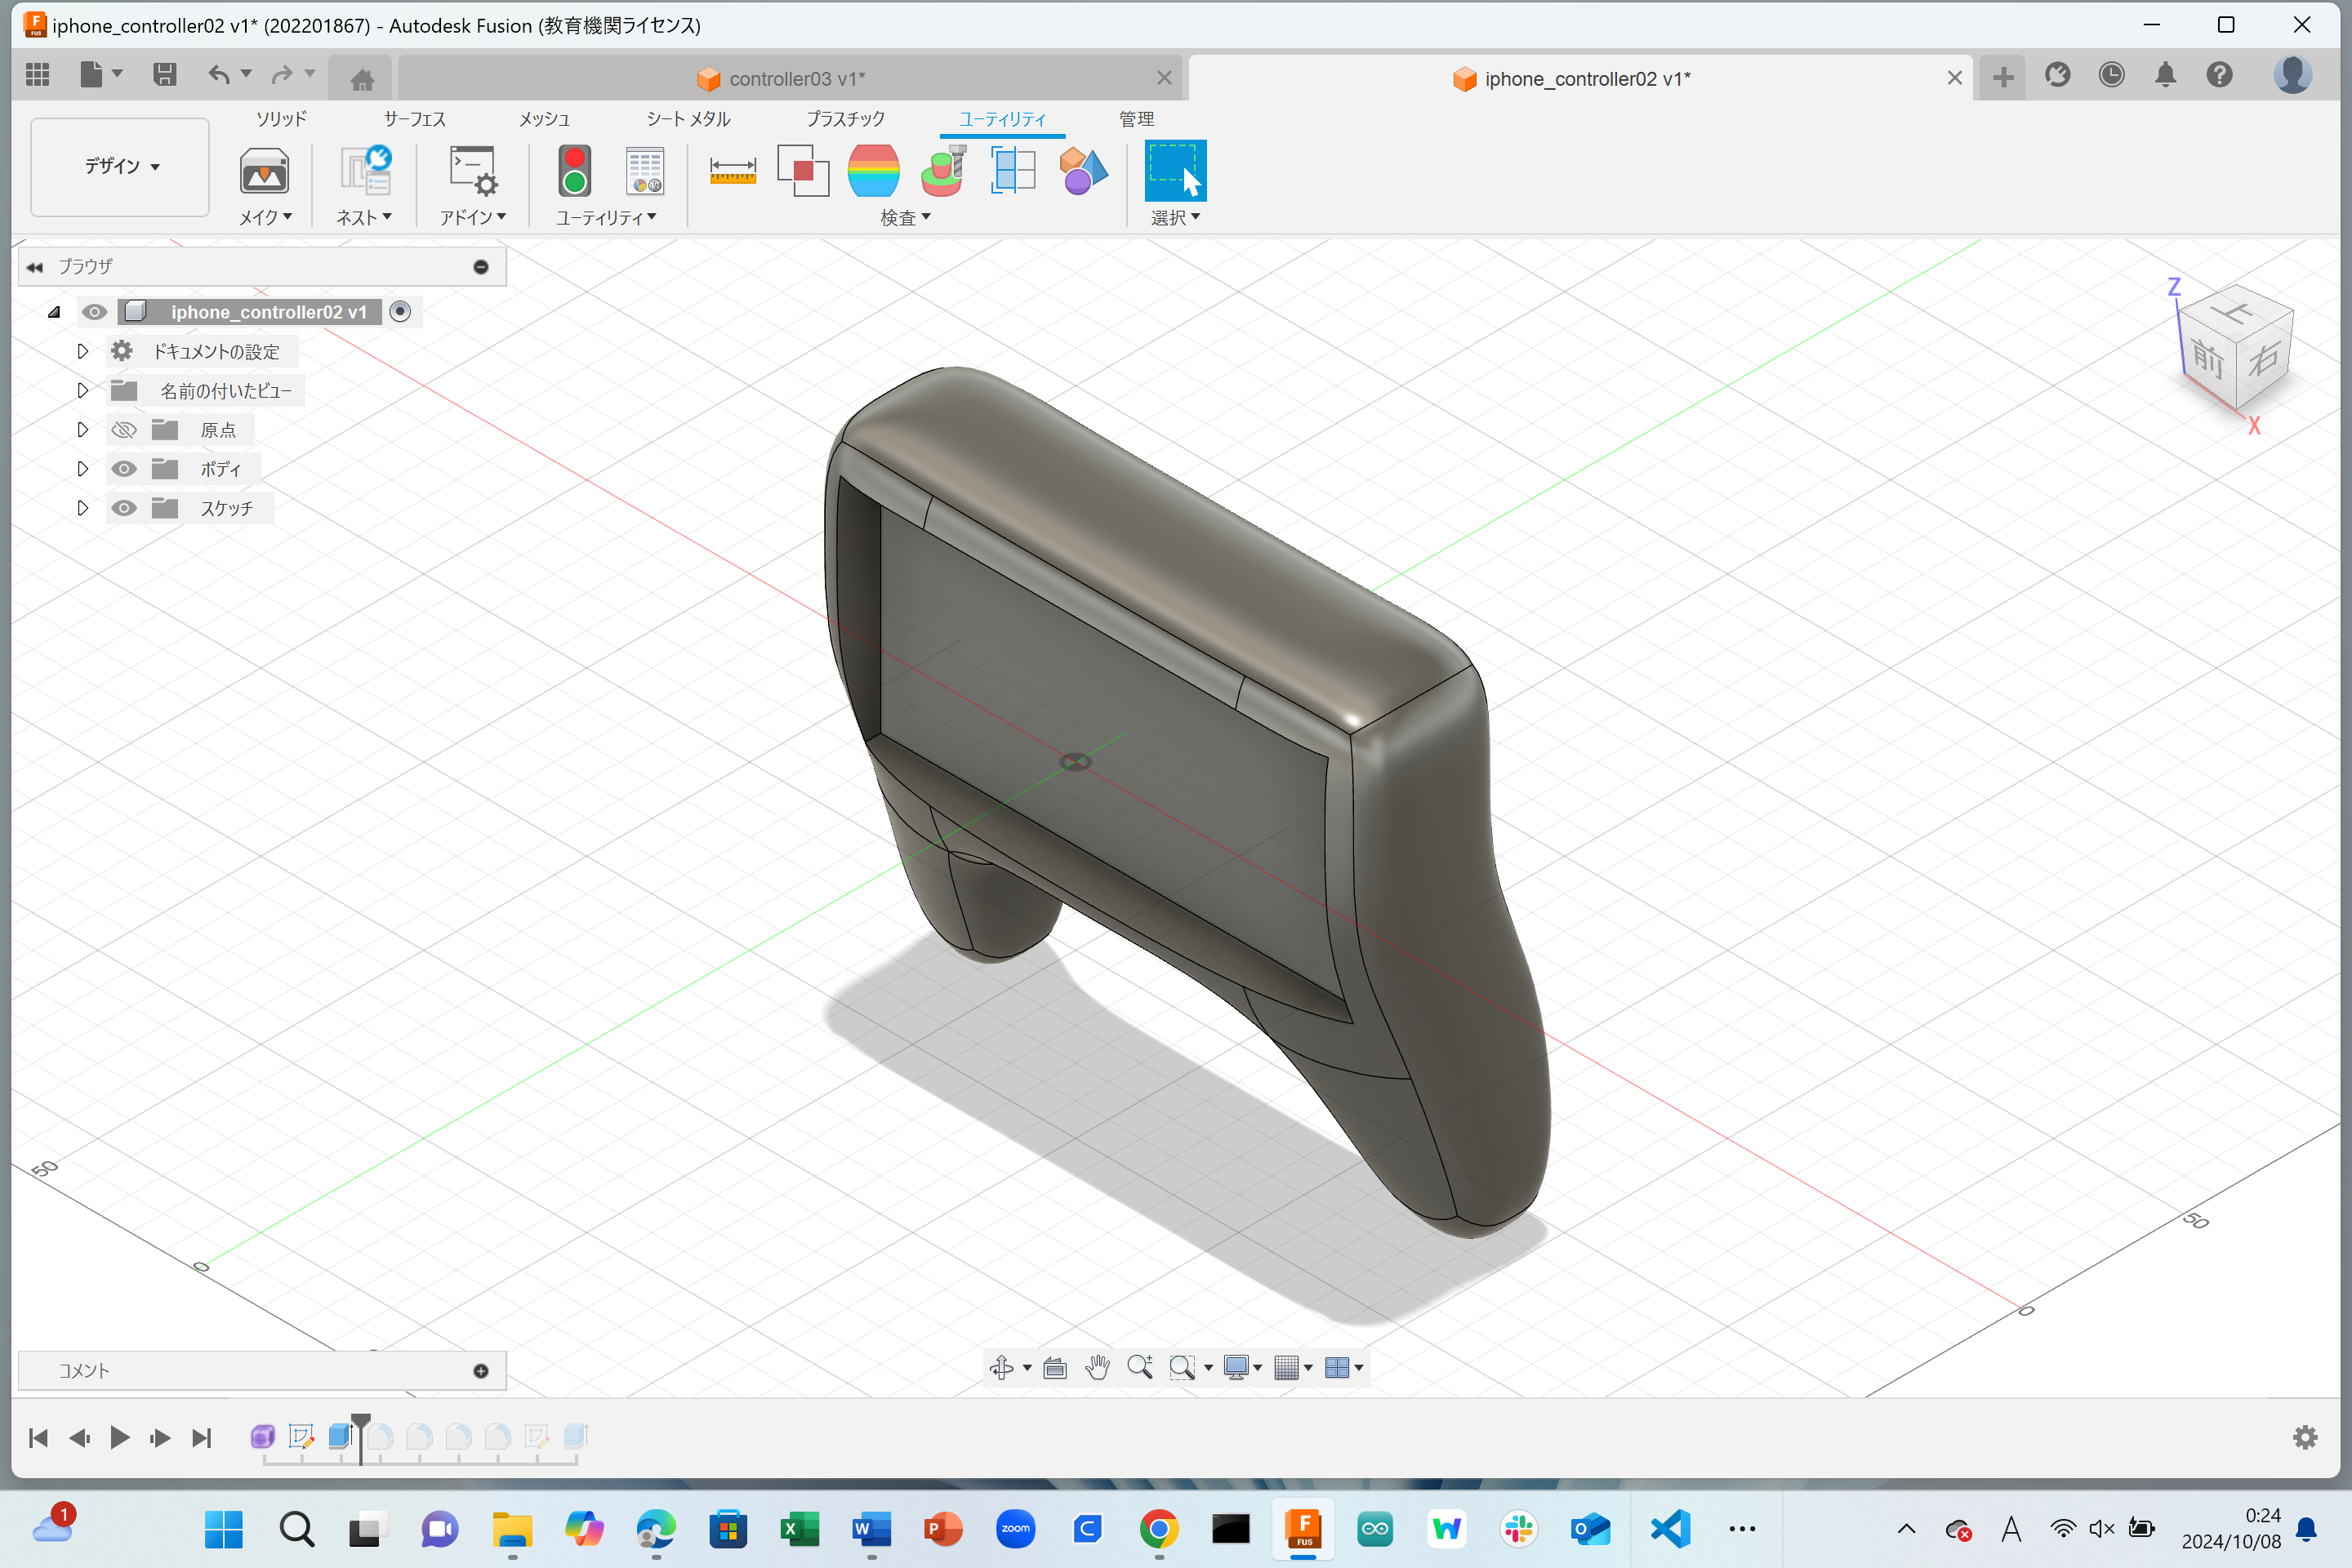 iphone_controller02 v1* (202201867) - Autodesk Fusion (教育機関ライセンス)
controller03 v1*
iphone_controller02 v1*
デザイン
ソリッド サーフェス メッシュ シート メタル プラスチック ユーティリティ 管理
メイク ネスト アドイン ユーティリティ 検査 選択
ブラウザ
iphone_controller02 v1
ドキュメントの設定
名前の付いたビュー
原点
ボディ
スケッチ
Z
上
前
右
X
50
0
50
0
コメント
1
zoom
0:24
2024/10/08